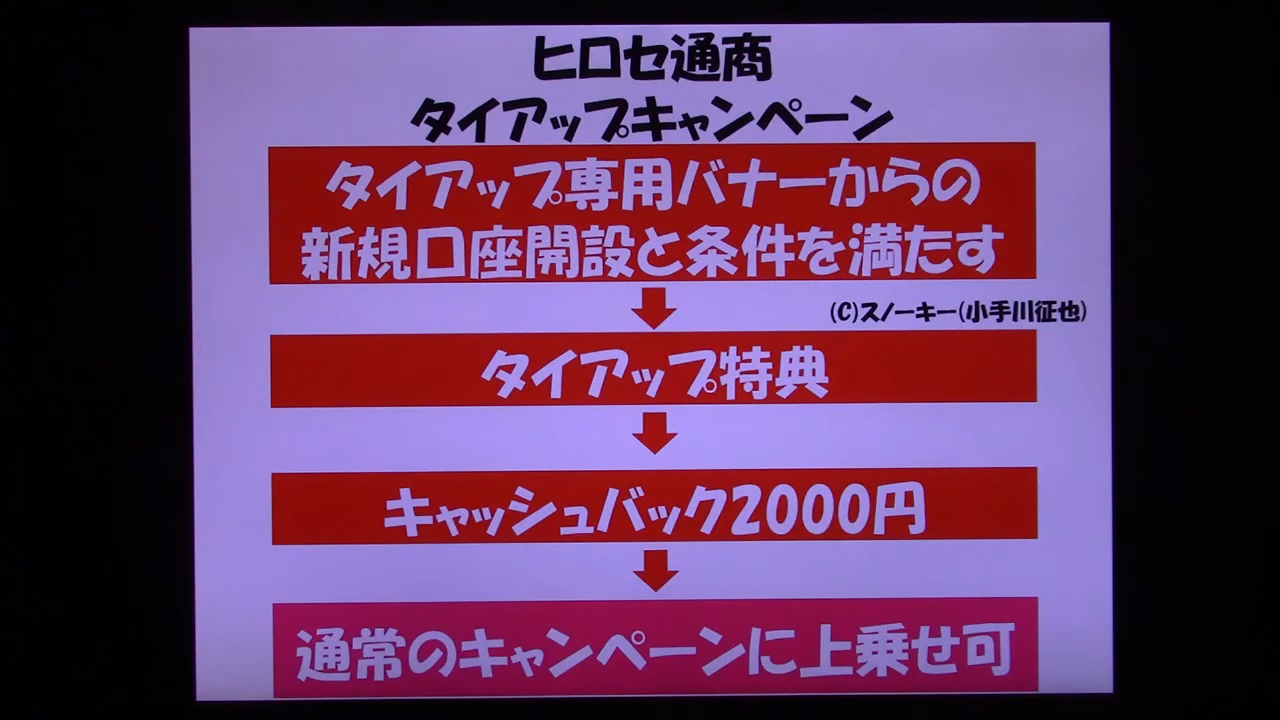 ヒロセ通商
タイアップキャンペーン
タイアップ専用バナーからの
新規口座開設と条件を満たす
(C)スノーキー(小手川征也)
タイアップ特典
キャッシュバック2000円
通常のキャンペーンに上乗せ可